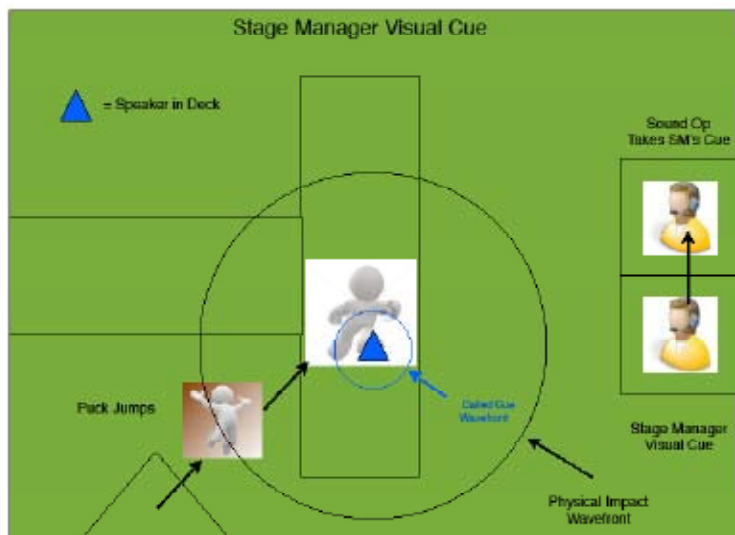 Stage Manager Visual Cue
= Speaker in Deck
Sound Op
Takes SM's Cue
Puck Jumps
Called Cue
Wavefront
Stage Manager
Visual Cue
Physical Impact
Wavefront